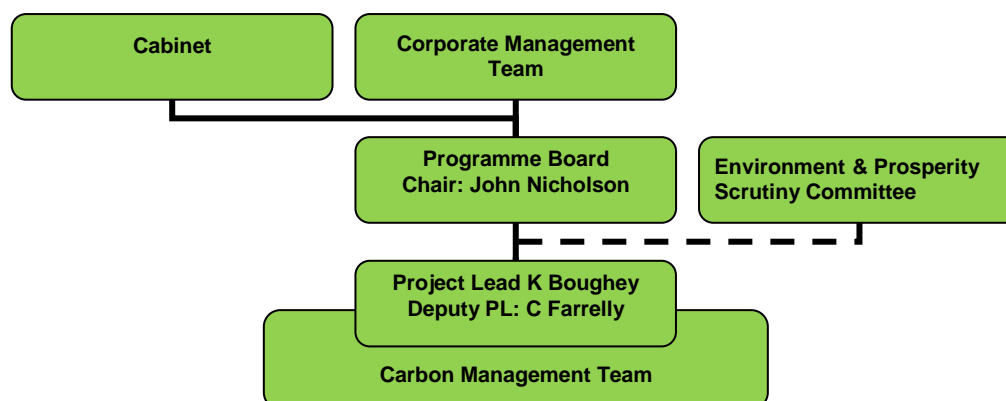 Cabinet
Corporate Management
Team
Programme Board
Chair: John Nicholson
Environment & Prosperity
Scrutiny Committee
Project Lead K Boughey
Deputy PL: C Farrelly
Carbon Management Team